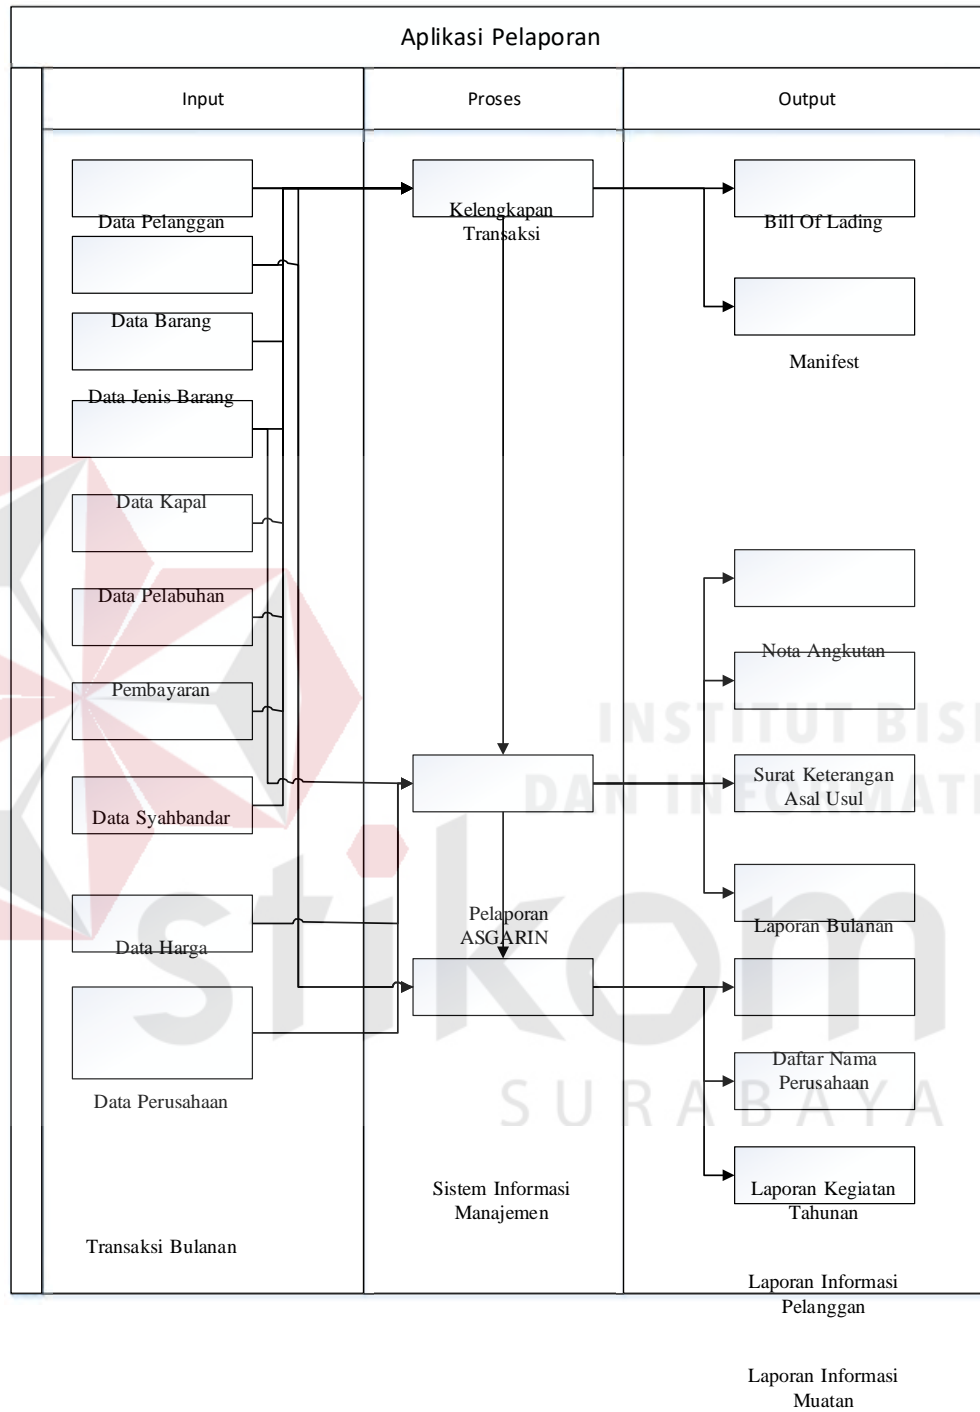 Aplikasi Pelaporan
Input
Proses
Output
Data Pelanggan
Data Barang
Data Jenis Barang
Data Kapal
Data Pelabuhan
Pembayaran
Data Syahbandar
Data Harga
Data Perusahaan
Transaksi Bulanan
Kelengkapan
Transaksi
Pelaporan
ASGARIN
Sistem Informasi
Manajemen
Bill Of Lading
Manifest
Nota Angkutan
Surat Keterangan
Asal Usul
Laporan Bulanan
Daftar Nama
Perusahaan
Laporan Kegiatan
Tahunan
Laporan Informasi
Pelanggan
Laporan Informasi
Muatan
INSTITUT BISI
DAN INFORMATI
stikom
SURABAYA